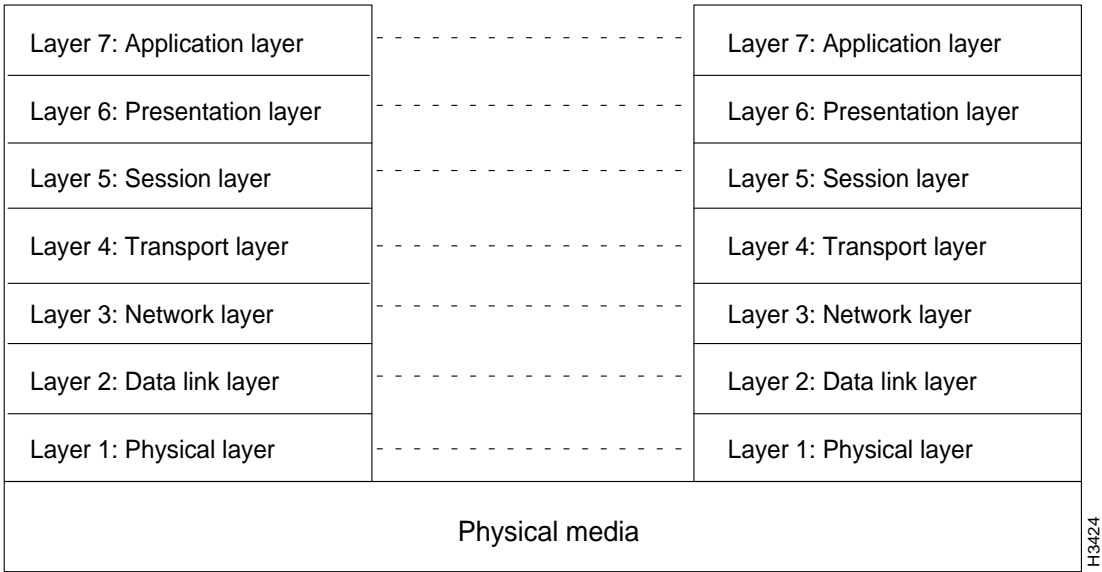 Layer 7: Application layer
Layer 7: Application layer
Layer 6: Presentation layer
Layer 6: Presentation layer
Layer 5: Session layer
Layer 5: Session layer
Layer 4: Transport layer
Layer 4: Transport layer
Layer 3: Network layer
Layer 3: Network layer
Layer 2: Data link layer
Layer 2: Data link layer
Layer 1: Physical layer
Layer 1: Physical layer
Physical media
H3424